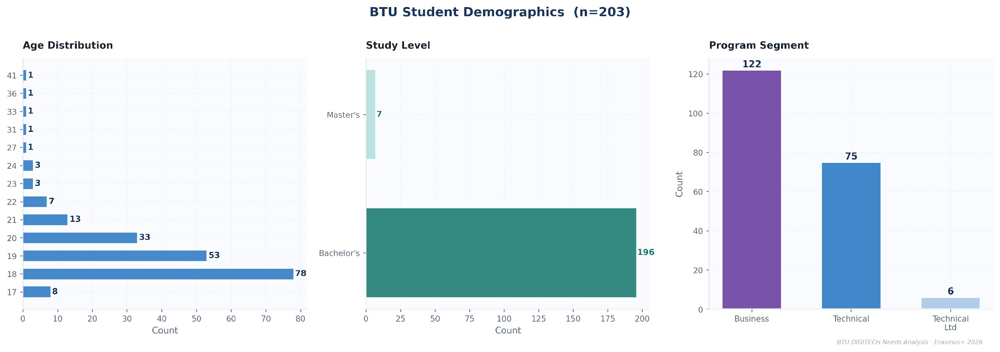 BTU Student Demographics (n=203)
Age Distribution
41
1
36
1
33
1
31
1
27
1
24
3
23
3
22
7
21
13
20
33
19
53
18
78
17
8
0 10 20 30 40 50 60 70 80
Count
Study Level
Master's
7
Bachelor's
196
0 25 50 75 100 125 150 175 200
Count
Program Segment
Count
120
100
80
60
40
20
0
122
75
6
Business
Technical
Technical
Ltd
BTU DIGITECH Needs Analysis · Erasmus+ 2026